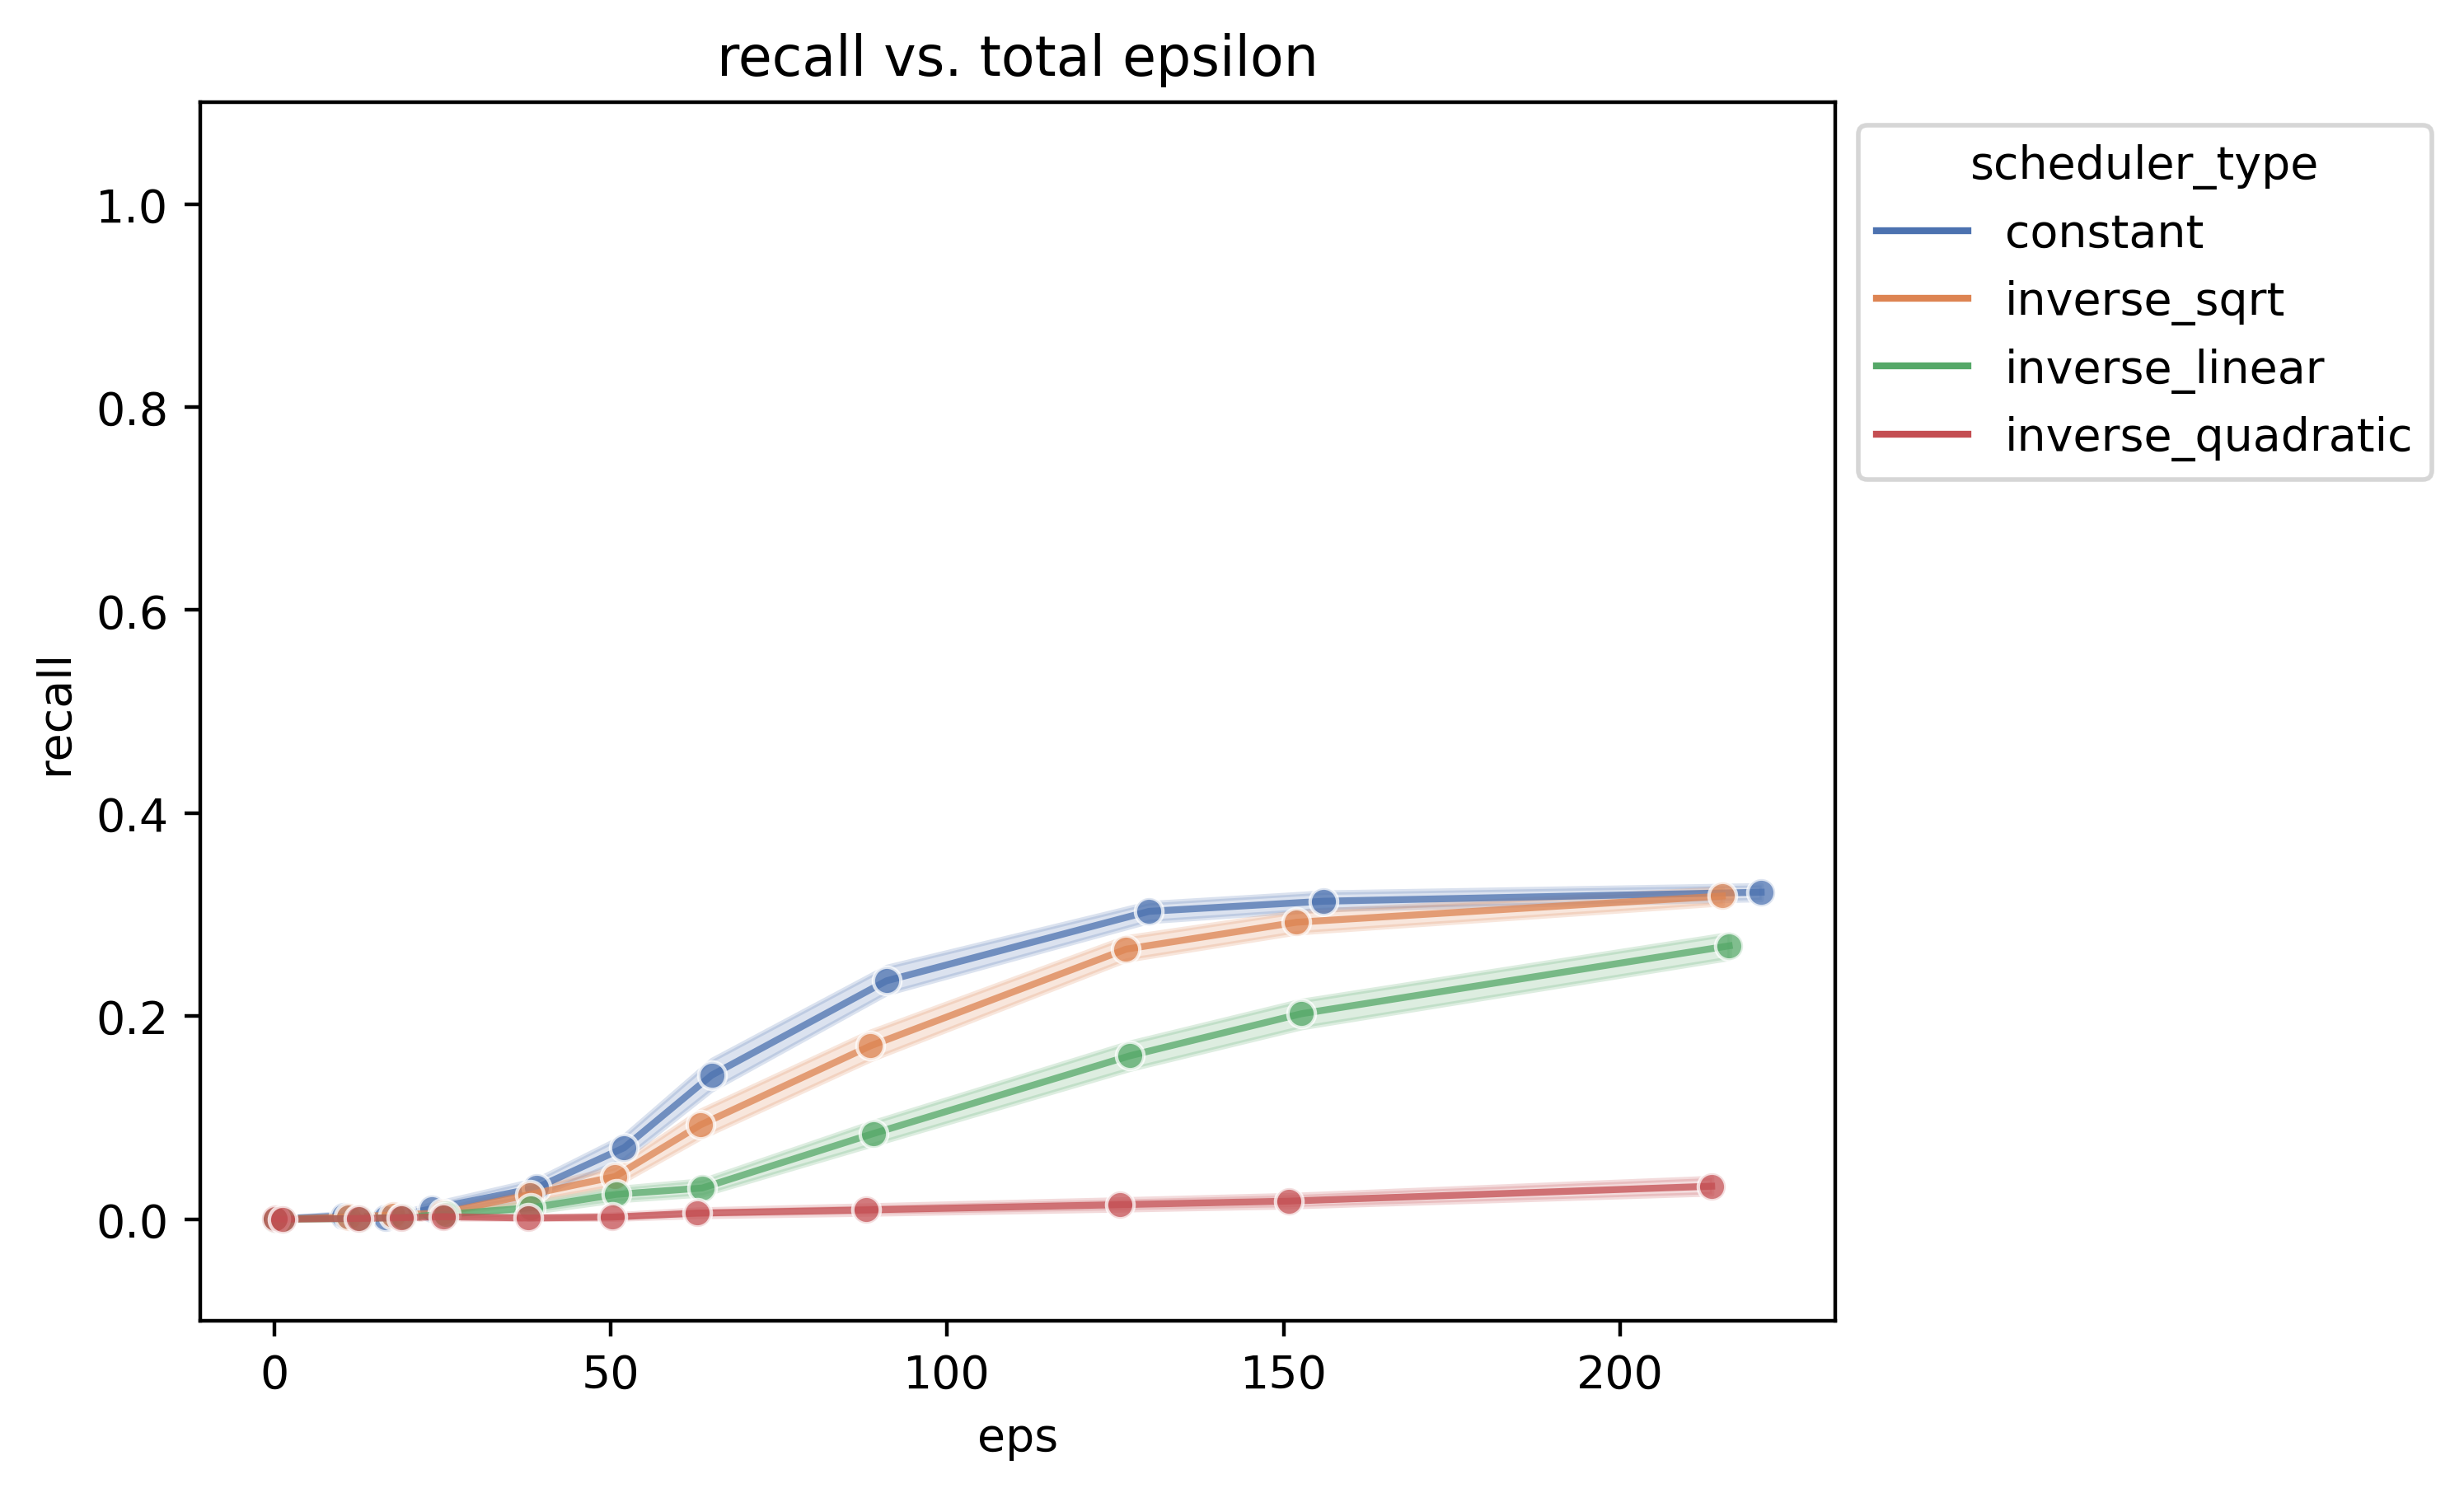 recall vs. total epsilon
scheduler_type
constant
inverse_sqrt
inverse_linear
inverse_quadratic
recall
1.0
0.8
0.6
0.4
0.2
0.0
0 50 100 150 200
eps